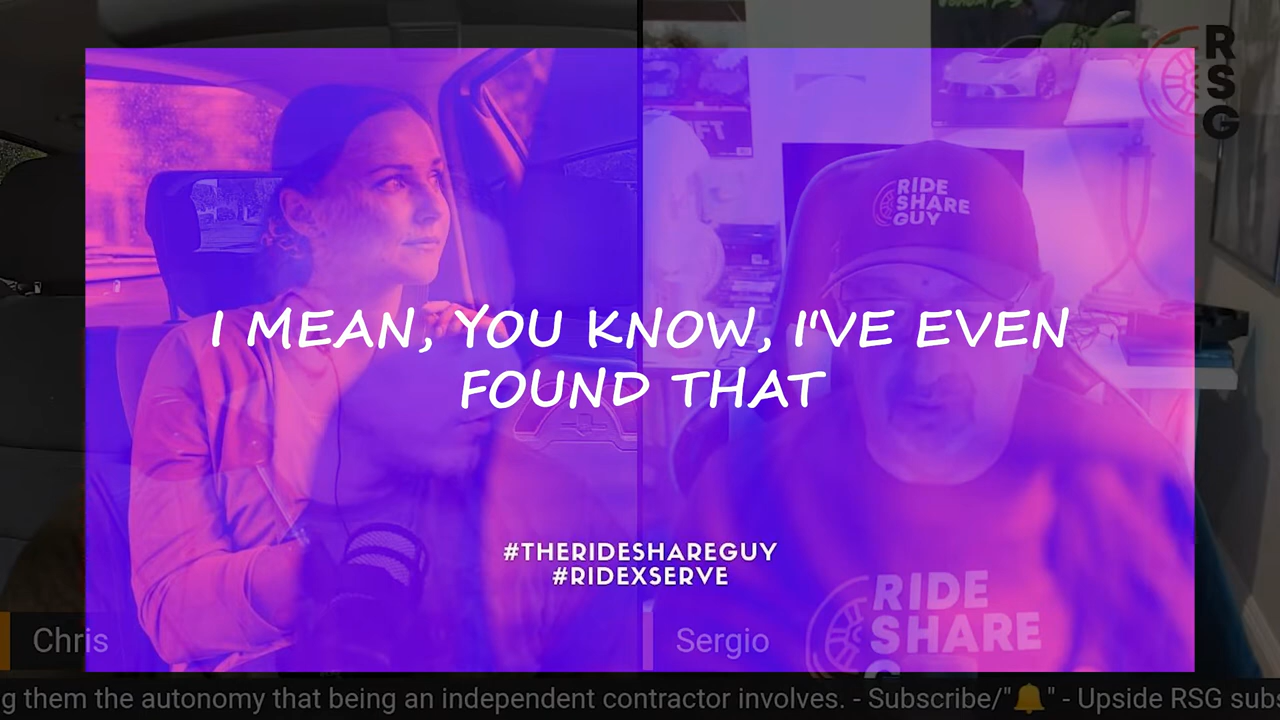 R
S
G
FT
RIDE
SHARE
GUY
I MEAN, YOU KNOW, I'VE EVEN
FOUND THAT
#THERIDESHAREGUY
#RIDEXSERVE
RIDE
SHARE
G
Chris
Sergio
g them the autonomy that being an independent contractor involves. - Subscribe/"🔔" - Upside RSG subs